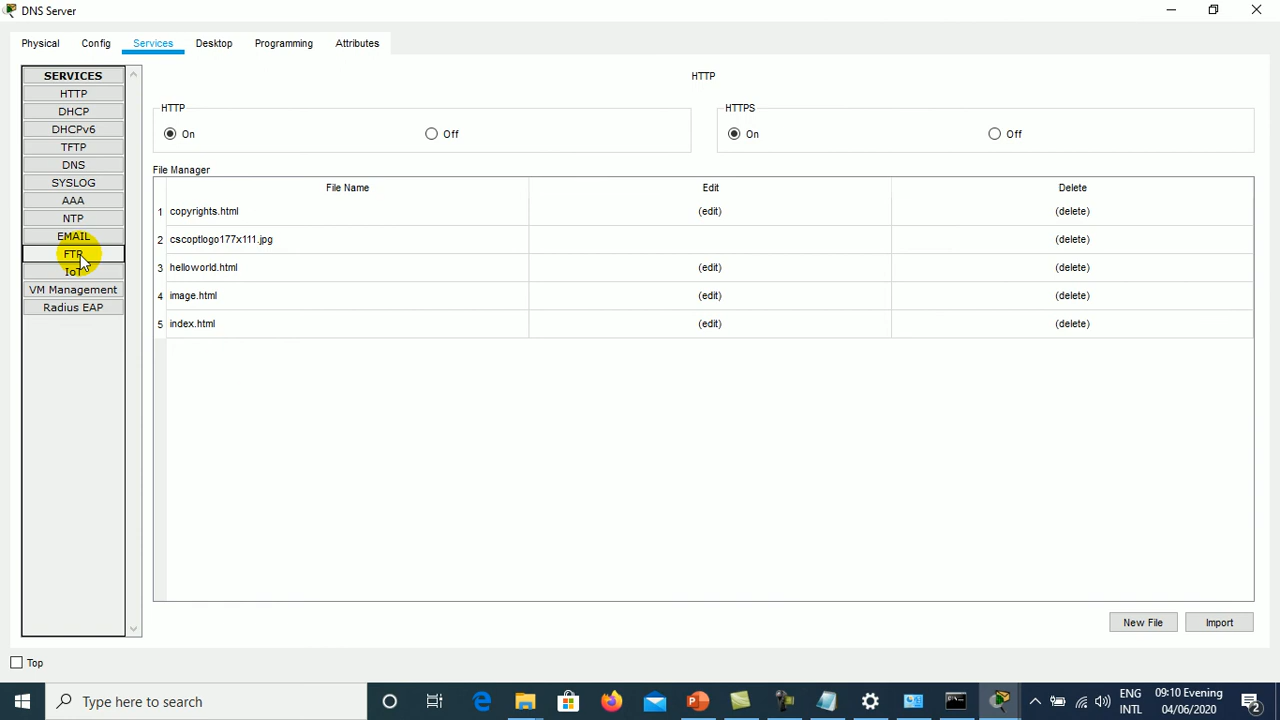 DNS Server
Physical Config Services Desktop Programming Attributes
SERVICES
HTTP
DHCP
DHCPv6
TFTP
DNS
SYSLOG
AAA
NTP
EMAIL
FTP
IoT
VM Management
Radius EAP
HTTP
HTTP
On Off
HTTPS
On Off
File Manager
File Name Edit Delete
1 copyrights.html (edit) (delete)
2 cscoptlogo177x111.jpg (delete)
3 helloworld.html (edit) (delete)
4 image.html (edit) (delete)
5 index.html (edit) (delete)
New File Import
Top
Type here to search
ENG
INTL
09:10 Evening
04/06/2020
2